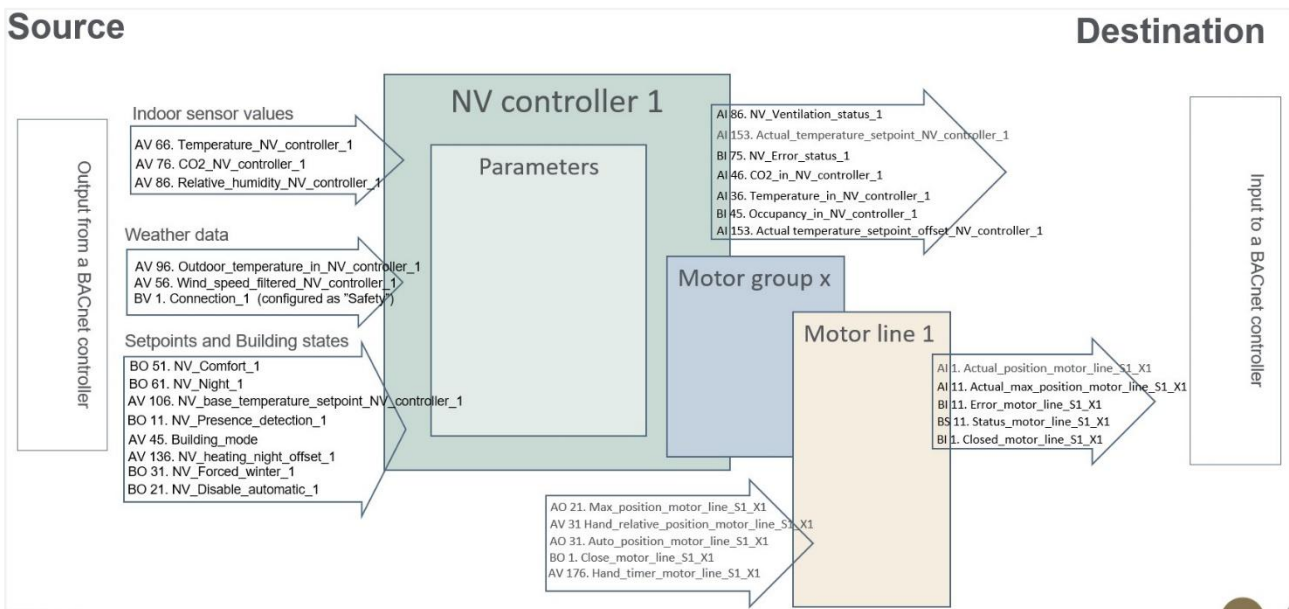 Source
Destination
Output from a BACnet controller
Indoor sensor values
AV 66. Temperature_NV_controller_1
AV 76. CO2_NV_controller_1
AV 86. Relative_humidity_NV_controller_1
Weather data
AV 96. Outdoor_temperature_in_NV_controller_1
AV 56. Wind_speed_filtered_NV_controller_1
BV 1. Connection_1 (configured as "Safety")
Setpoints and Building states
BO 51. NV_Comfort_1
BO 61. NV_Night_1
AV 106. NV_base_temperature_setpoint_NV_controller_1
BO 11. NV_Presence_detection_1
AV 45. Building_mode
AV 136. NV_heating_night_offset_1
BO 31. NV_Forced_winter_1
BO 21. NV_Disable_automatic_1
NV controller 1
Parameters
AI 86. NV_Ventilation_status_1
AI 153. Actual_temperature_setpoint_NV_controller_1
BI 75. NV_Error_status_1
AI 46. CO2_in_NV_controller_1
AI 36. Temperature_in_NV_controller_1
BI 45. Occupancy_in_NV_controller_1
AI 153. Actual temperature_setpoint_offset_NV_controller_1
Motor group x
Motor line 1
AI 1. Actual_position_motor_line_S1_X1
AI 11. Actual_max_position_motor_line_S1_X1
BI 11. Error_motor_line_S1_X1
BS 11. Status_motor_line_S1_X1
BI 1. Closed_motor_line_S1_X1
AO 21. Max_position_motor_line_S1_X1
AV 31 Hand_relative_position_motor_line_S1_X1
AO 31. Auto_position_motor_line_S1_X1
BO 1. Close_motor_line_S1_X1
AV 176. Hand_timer_motor_line_S1_X1
Input to a BACnet controller